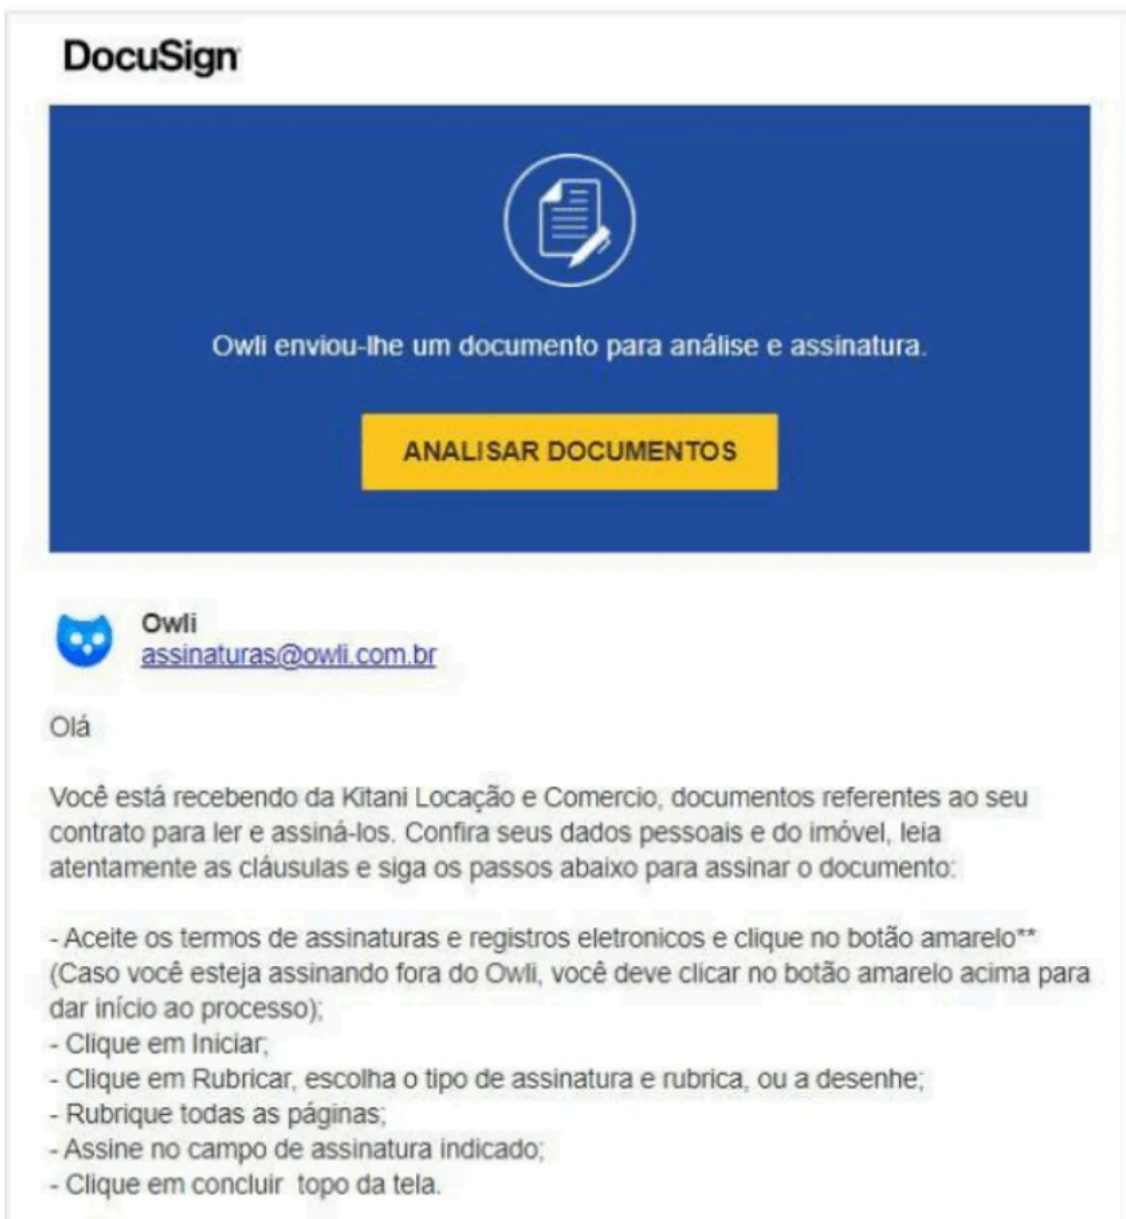 DocuSign
Owli enviou-lhe um documento para análise e assinatura.
ANALISAR DOCUMENTOS
Owli
assinaturas@owli.com.br
Olá
Você está recebendo da Kitani Locação e Comercio, documentos referentes ao seu
contrato para ler e assiná-los. Confira seus dados pessoais e do imóvel, leia
atentamente as cláusulas e siga os passos abaixo para assinar o documento:
- Aceite os termos de assinaturas e registros eletronicos e clique no botão amarelo**
(Caso você esteja assinando fora do Owli, você deve clicar no botão amarelo acima para
dar início ao processo);
- Clique em Iniciar;
- Clique em Rubricar, escolha o tipo de assinatura e rubrica, ou a desenhe;
- Rubrique todas as páginas;
- Assine no campo de assinatura indicado;
- Clique em concluir topo da tela.